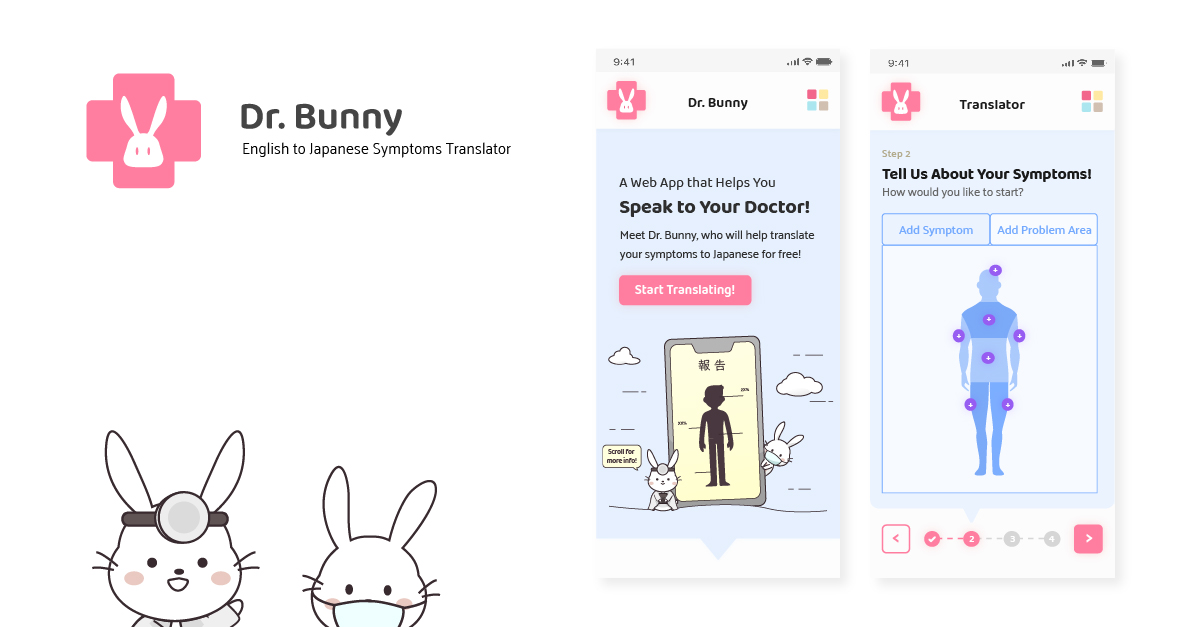 Dr. Bunny
English to Japanese Symptoms Translator
9:41
Dr. Bunny
A Web App that Helps You
Speak to Your Doctor!
Meet Dr. Bunny, who will help translate
your symptoms to Japanese for free!
Start Translating!
報告
XX%
XX%
Scroll for
more info!
9:41
Translator
Step 2
Tell Us About Your Symptoms!
How would you like to start?
Add Symptom
Add Problem Area
2
3
4